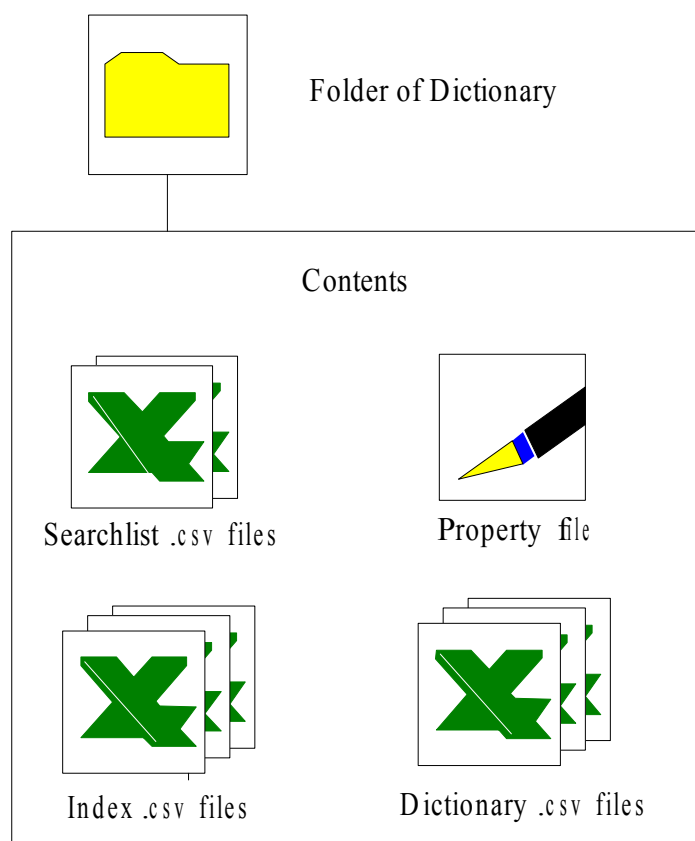 Folder of Dictionary
Contents
Searchlist .csv files
Property file
Index .csv files
Dictionary .csv files